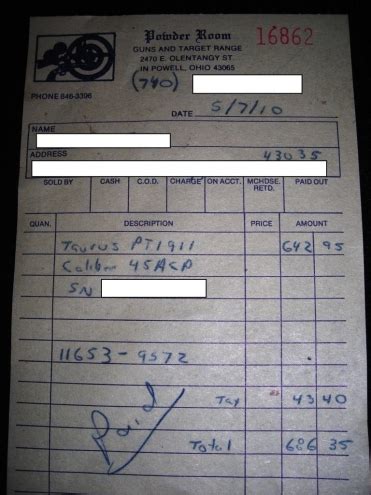 Powder Room 16862
GUNS AND TARGET RANGE
2470 E. OLENTANGY ST.
IN POWELL, OHIO 43065
(740)
PHONE 846-3396
DATE 5/7/10
NAME
ADDRESS 43035
SOLD BY CASH C.O.D. CHARGE ON ACCT. MCHDSE. RETD. PAID OUT
QUAN. DESCRIPTION PRICE AMOUNT
Taurus PT1911 642 95
Caliber 45ACP
SN
11653-9572
Tax 43 40
Paid
Total 686 35